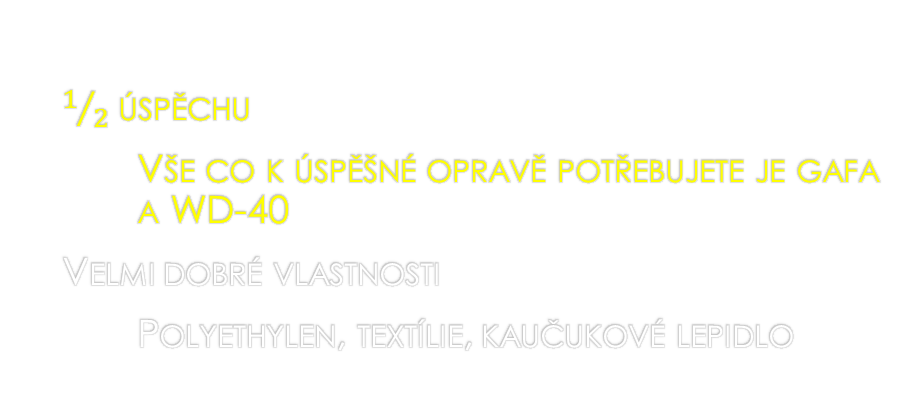 ½ ÚSPĚCHU
VŠE CO K ÚSPĚŠNÉ OPRAVĚ POTŘEBUJETE JE GAFA
A WD-40
VELMI DOBRÉ VLASTNOSTI
POLYETHYLEN, TEXTÍLIE, KAUČUKOVÉ LEPIDLO